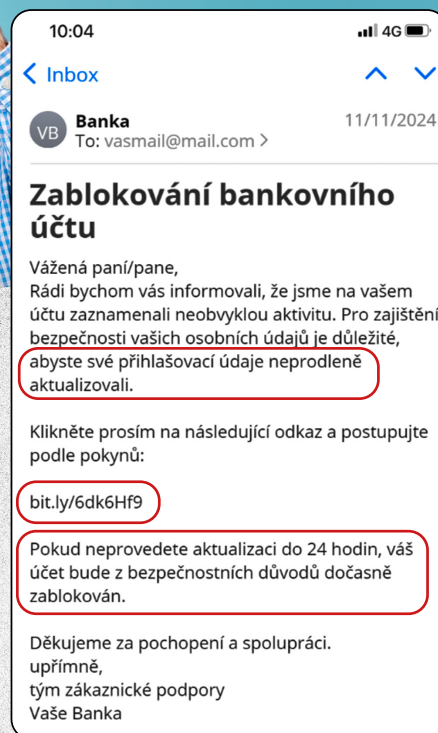 10:04
4G
Inbox
VB
Banka
11/11/2024
To: vasmail@mail.com >
Zablokování bankovního
účtu
Vážená paní/pane,
Rádi bychom vás informovali, že jsme na vašem
účtu zaznamenali neobvyklou aktivitu. Pro zajištění
bezpečnosti vašich osobních údajů je důležité,
abyste své přihlašovací údaje neprodleně
aktualizovali.
Klikněte prosím na následující odkaz a postupujte
podle pokynů:
bit.ly/6dk6Hf9
Pokud neprovedete aktualizaci do 24 hodin, váš
účet bude z bezpečnostních důvodů dočasně
zablokován.
Děkujeme za pochopení a spolupráci.
upřímně,
tým zákaznické podpory
Vaše Banka